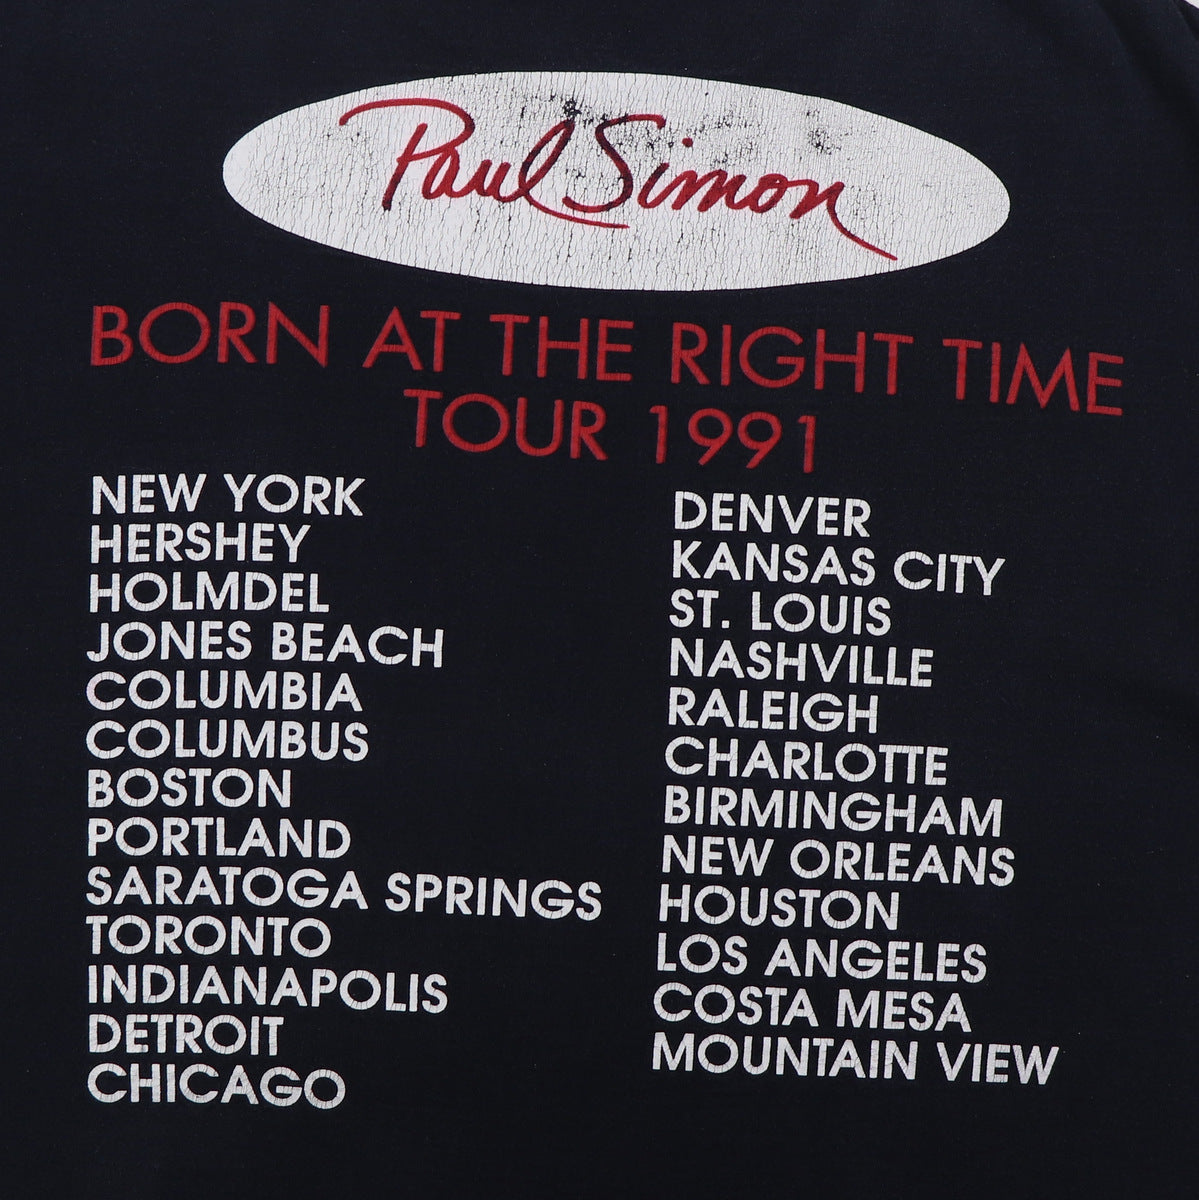 Paul Simon
BORN AT THE RIGHT TIME
TOUR 1991
NEW YORK
HERSHEY
HOLMDEL
JONES BEACH
COLUMBIA
COLUMBUS
BOSTON
PORTLAND
SARATOGA SPRINGS
TORONTO
INDIANAPOLIS
DETROIT
CHICAGO
DENVER
KANSAS CITY
ST. LOUIS
NASHVILLE
RALEIGH
CHARLOTTE
BIRMINGHAM
NEW ORLEANS
HOUSTON
LOS ANGELES
COSTA MESA
MOUNTAIN VIEW